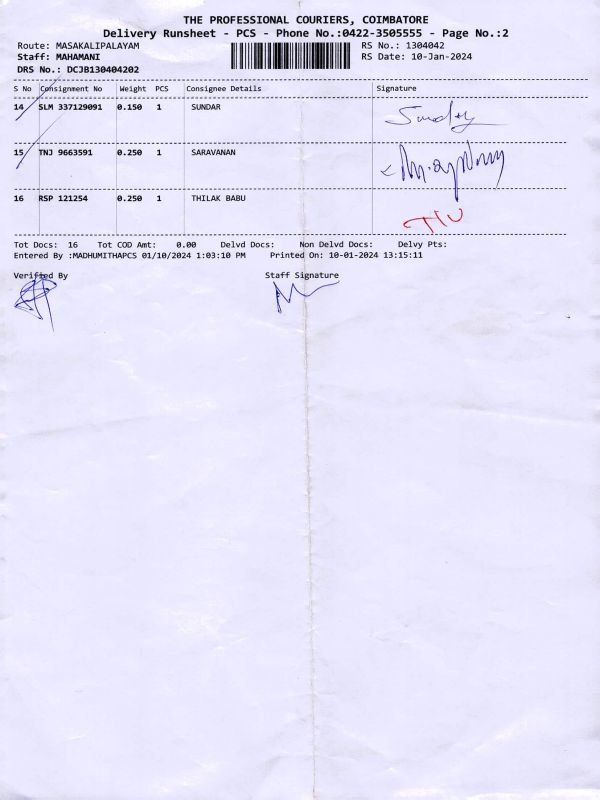 THE PROFESSIONAL COURIERS, COIMBATORE
Delivery Runsheet - PCS - Phone No.:0422-3505555 - Page No.:2
Route: MASAKALIPALAYAM RS No.: 1304042
Staff: MAHAMANI RS Date: 10-Jan-2024
DRS No.: DCJB130404202
S No Consignment No Weight PCS Consignee Details Signature
14 SLM 337129091 0.150 1 SUNDAR
15 TNJ 9663591 0.250 1 SARAVANAN
16 RSP 121254 0.250 1 THILAK BABU
Tot Docs: 16 Tot COD Amt: 0.00 Delvd Docs: Non Delvd Docs: Delvy Pts:
Entered By :MADHUMITHAPCS 01/10/2024 1:03:10 PM Printed On: 10-01-2024 13:15:11
Verified By Staff Signature